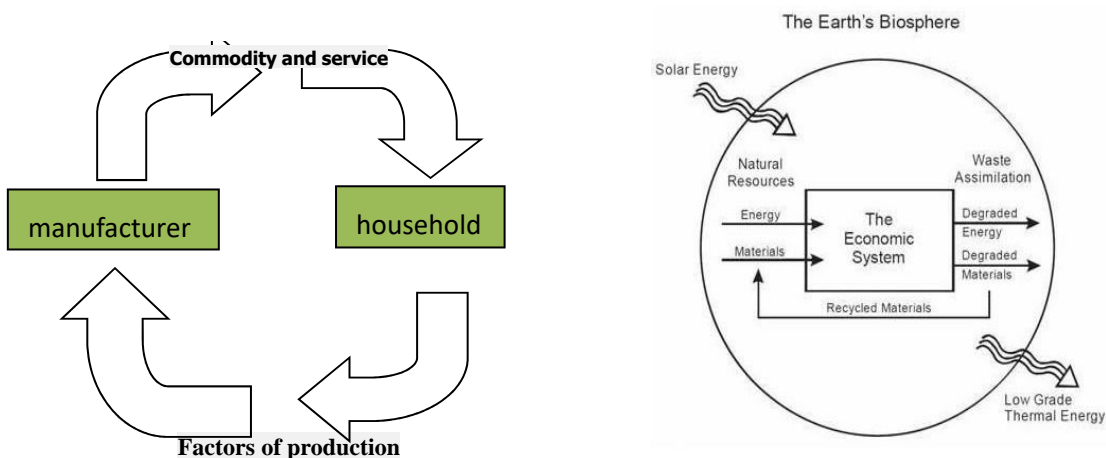 Commodity and service
manufacturer
household
Factors of production
The Earth's Biosphere
Solar Energy
Natural
Resources
Waste
Assimilation
Energy
Materials
The
Economic
System
Degraded
Energy
Degraded
Materials
Recycled Materials
Low Grade
Thermal Energy